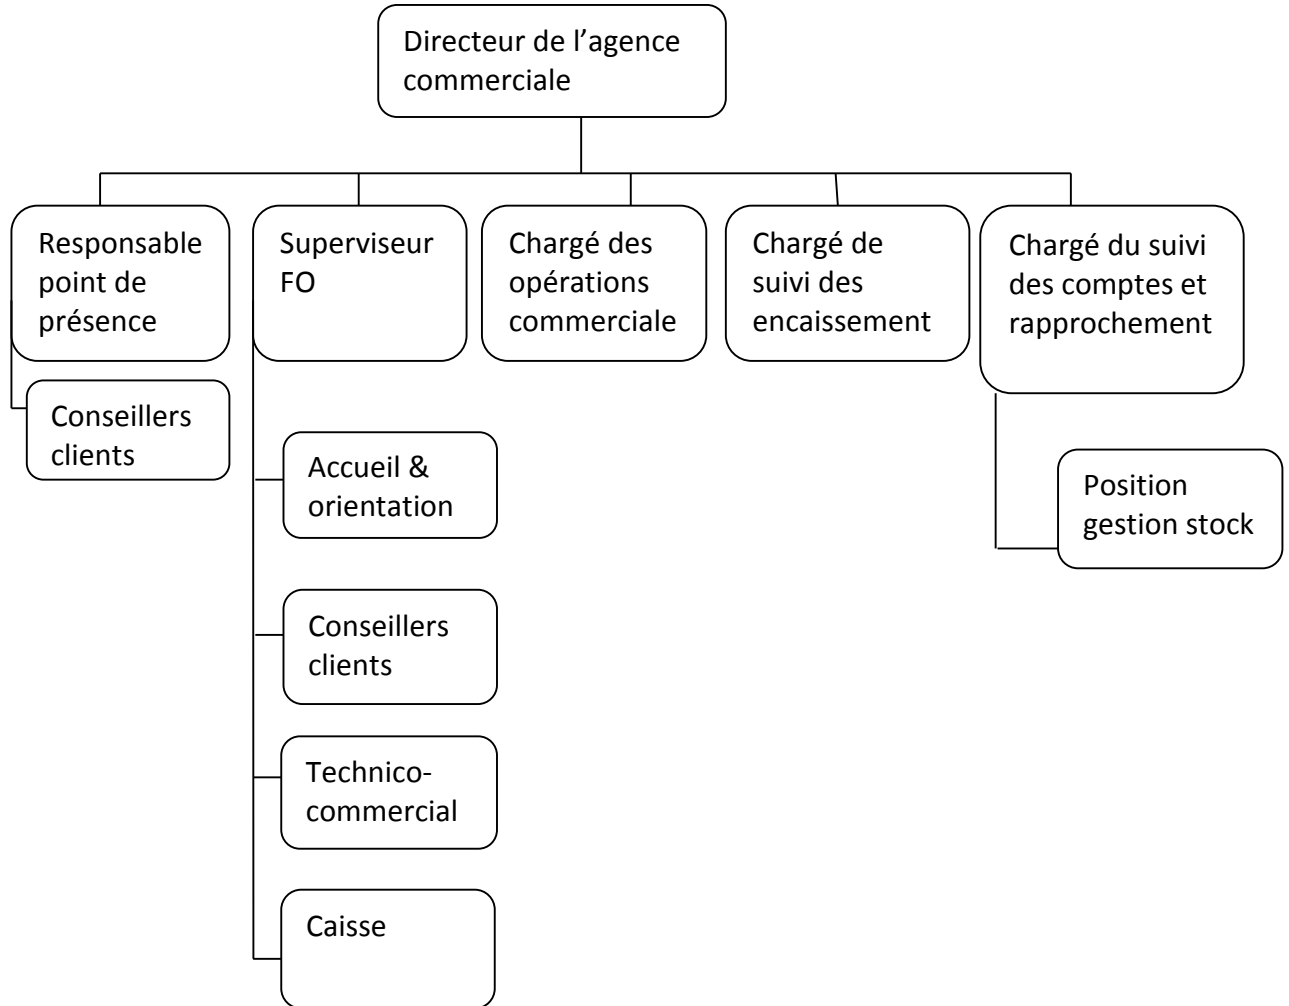 Directeur de l’agence
commerciale
Responsable
point de
présence
Superviseur
FO
Chargé des
opérations
commerciale
Chargé de
suivi des
encaissement
Chargé du suivi
des comptes et
rapprochement
Conseillers
clients
Accueil &
orientation
Conseillers
clients
Technico-
commercial
Caisse
Position
gestion stock